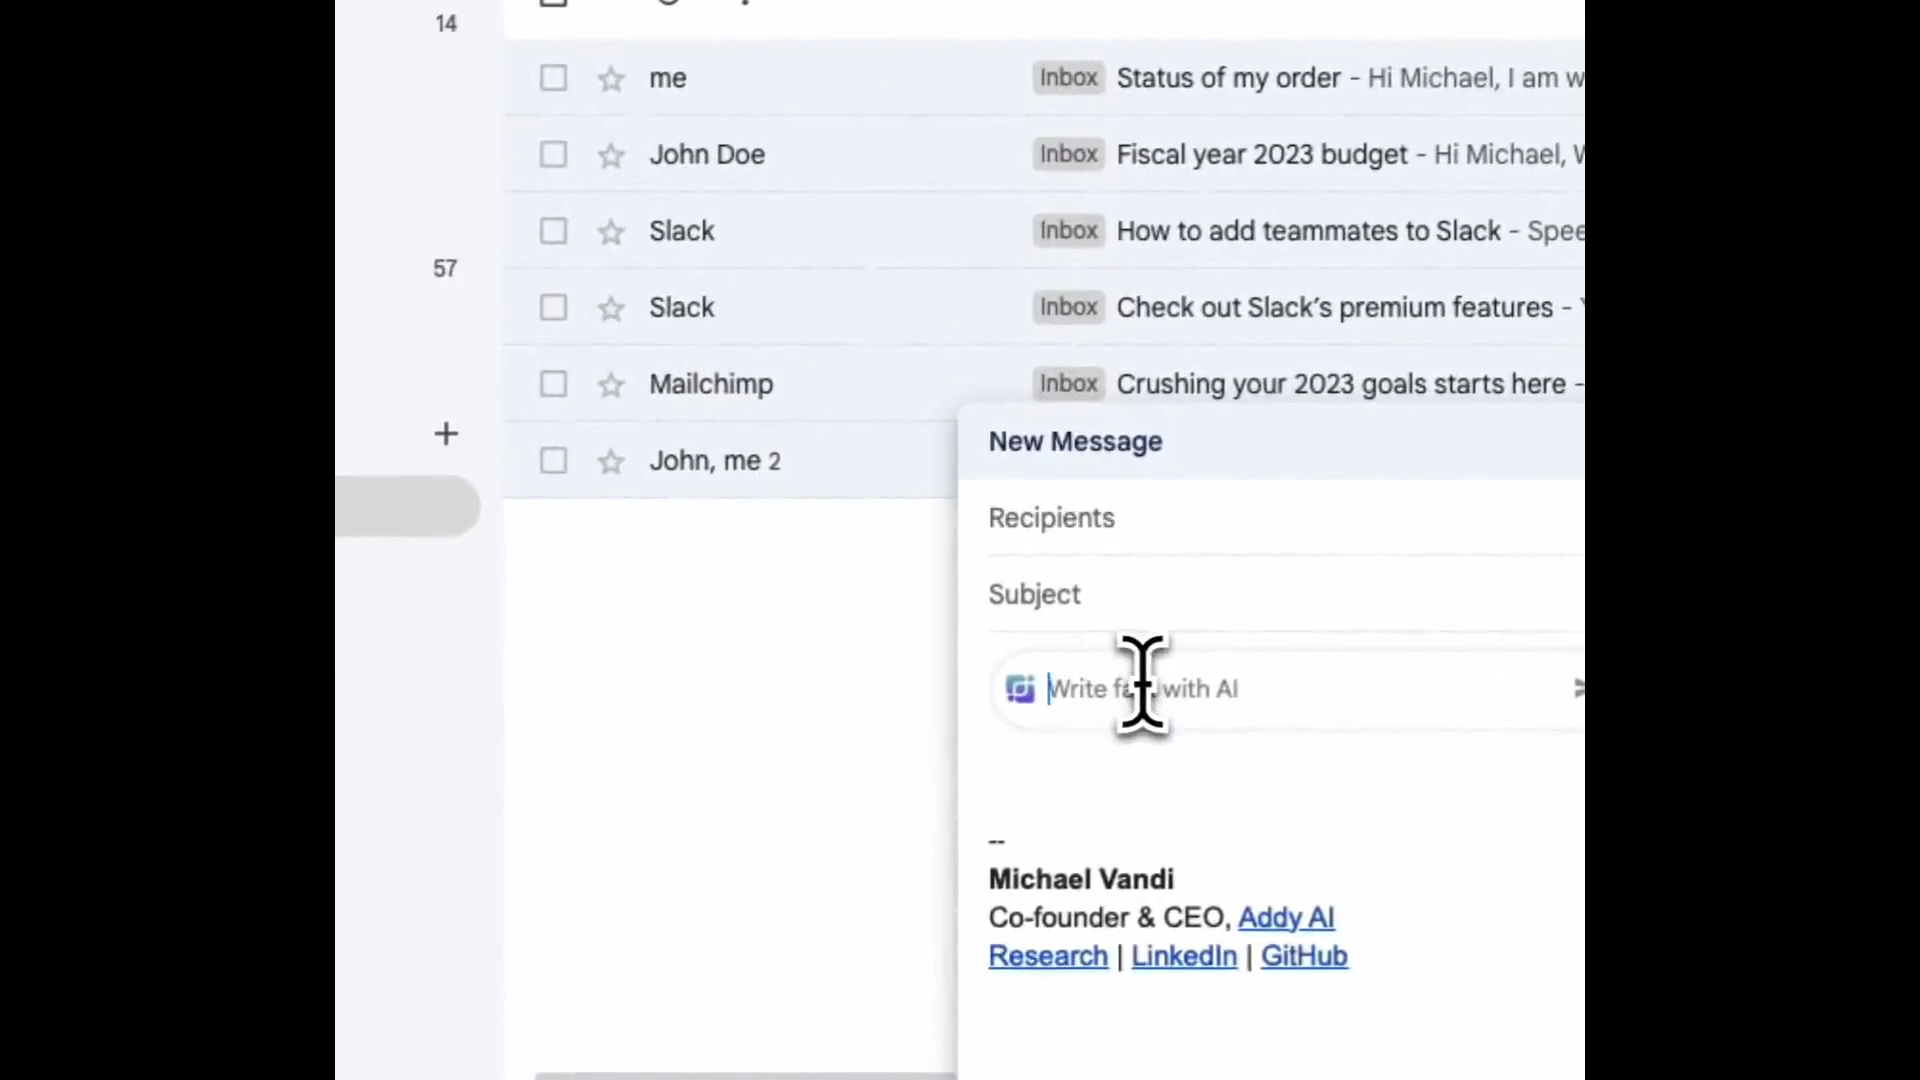 14
me Inbox Status of my order - Hi Michael, I am w
John Doe Inbox Fiscal year 2023 budget - Hi Michael, W
Slack Inbox How to add teammates to Slack - Spee
57
Slack Inbox Check out Slack’s premium features -
Mailchimp Inbox Crushing your 2023 goals starts here -
John, me 2
New Message
Recipients
Subject
Write with AI
--
Michael Vandi
Co-founder & CEO, Addy AI
Research | LinkedIn | GitHub